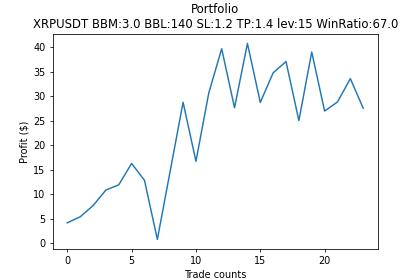 Portfolio
XRPUSDT BBM:3.0 BBL:140 SL:1.2 TP:1.4 lev:15 WinRatio:67.0
40
35
30
25
20
15
10
5
0
Profit ($)
0 5 10 15 20
Trade counts